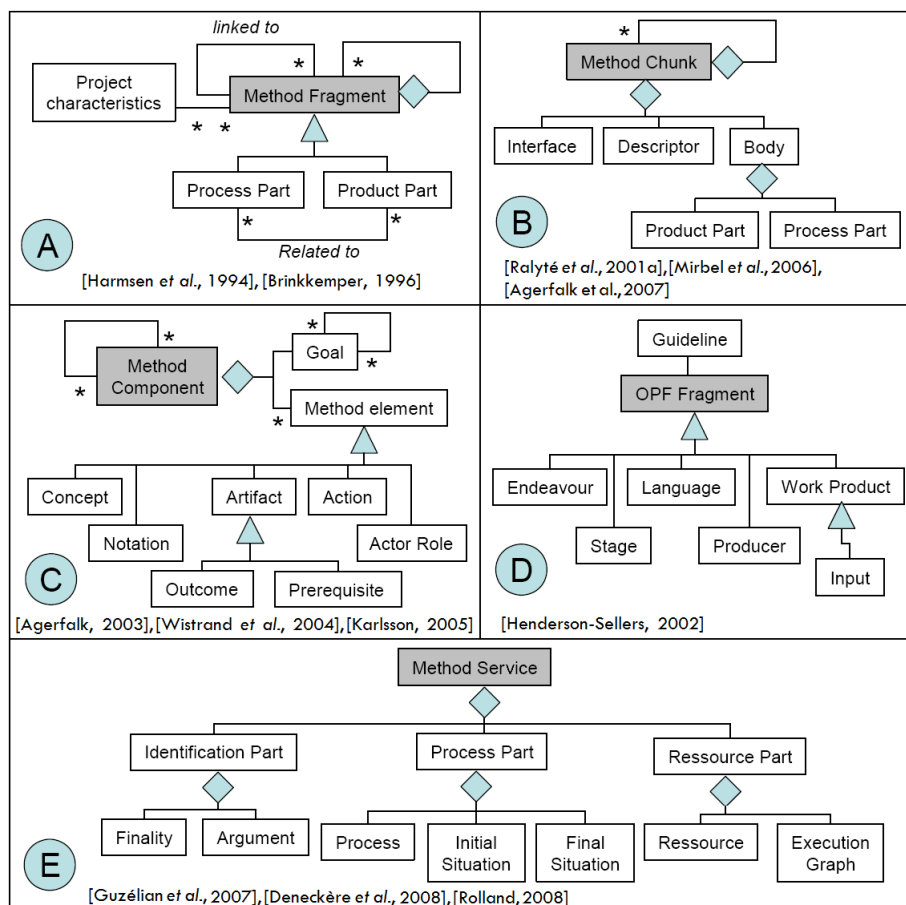 linked to
*
*
Project
characteristics
Method Fragment
* *
Process Part
Product Part
*
*
Related to
A
[Harmsen et al., 1994], [Brinkkemper, 1996]
*
Method Chunk
Interface
Descriptor
Body
Product Part
Process Part
B
[Ralyté et al., 2001a],[Mirbel et al., 2006],
[Agerfalk et al., 2007]
*
Method
Component
*
*
Goal
*
Method element
*
Concept
Artifact
Action
Notation
Actor Role
Outcome
Prerequisite
C
[Agerfalk, 2003],[Wistrand et al., 2004],[Karlsson, 2005]
Guideline
OPF Fragment
Endeavour
Language
Work Product
Stage
Producer
Input
D
[Henderson-Sellers, 2002]
Method Service
Identification Part
Process Part
Ressource Part
Finality
Argument
Process
Initial
Situation
Final
Situation
Ressource
Execution
Graph
E
[Guzélian et al., 2007],[Deneckère et al., 2008],[Rolland, 2008]